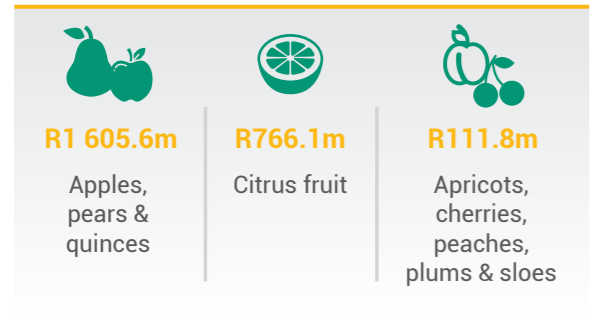 R1 605.6m
Apples,
pears &
quinces
R766.1m
Citrus fruit
R111.8m
Apricots,
cherries,
peaches,
plums & sloes